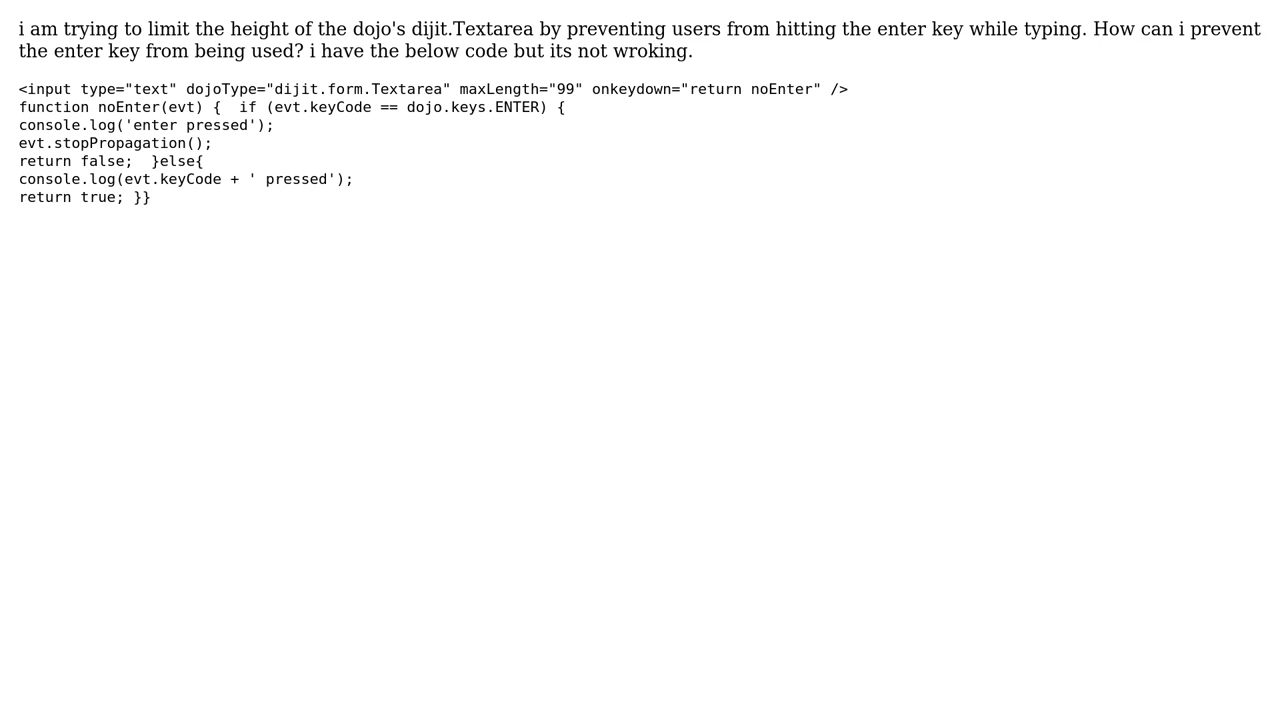 i am trying to limit the height of the dojo's dijit.Textarea by preventing users from hitting the enter key while typing. How can i prevent
the enter key from being used? i have the below code but its not wroking.
<input type="text" dojoType="dijit.form.Textarea" maxLength="99" onkeydown="return noEnter" />
function noEnter(evt) {  if (evt.keyCode == dojo.keys.ENTER) {
console.log('enter pressed');
evt.stopPropagation();
return false;  }else{
console.log(evt.keyCode + ' pressed');
return true; }}